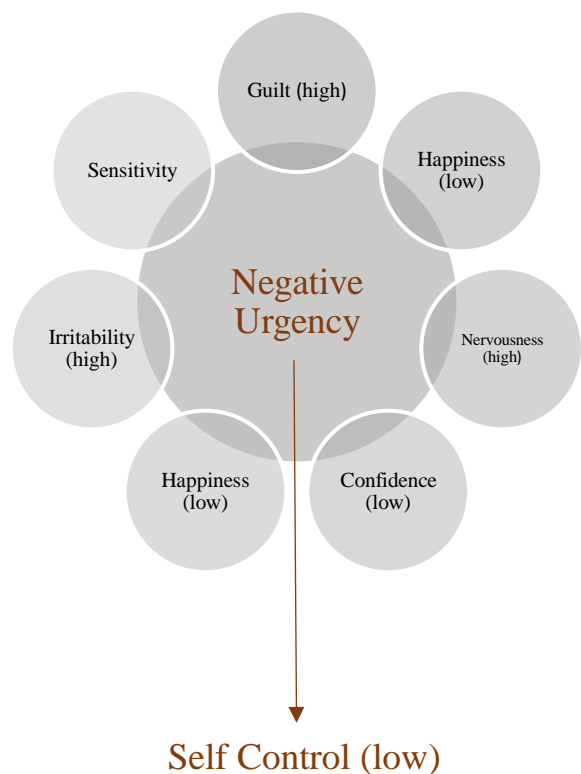 Guilt (high)
Happiness
(low)
Sensitivity
Negative
Urgency
Nervousness
(high)
Irritability
(high)
Confidence
(low)
Happiness
(low)
Self Control (low)